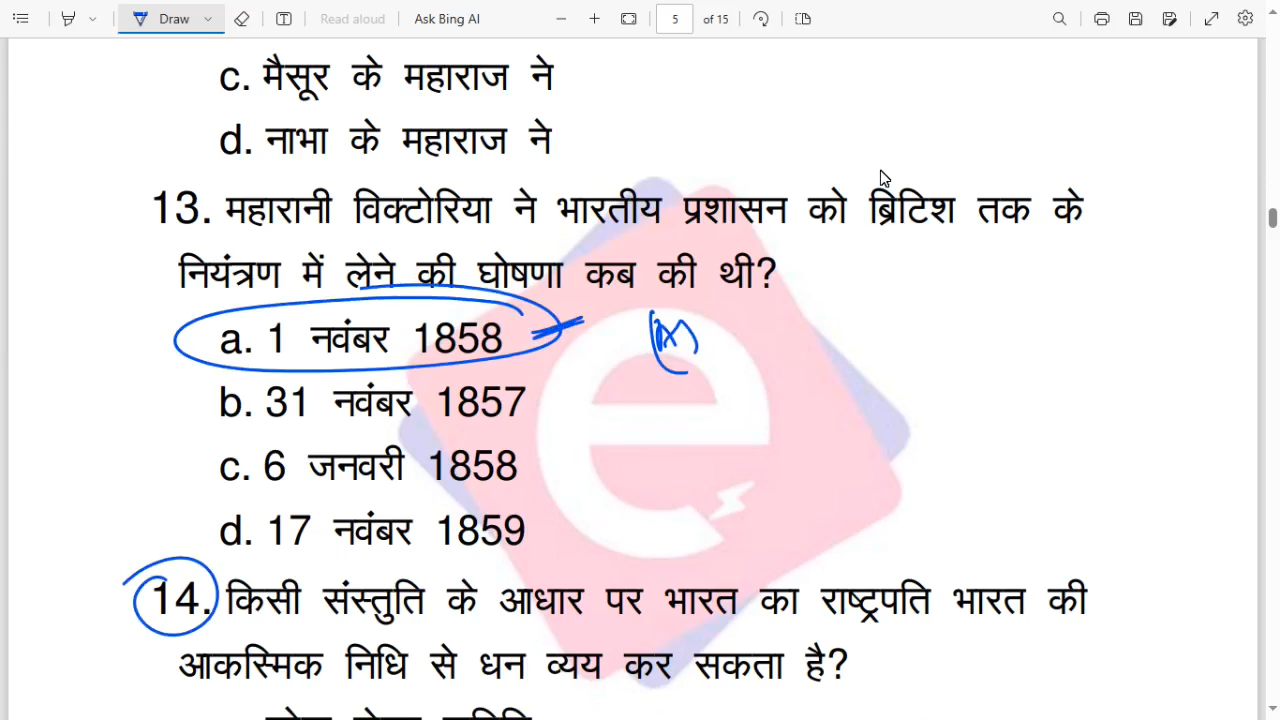 Draw
Read aloud
Ask Bing AI
5
of 15
c. मैसूर के महाराज ने
d. नाभा के महाराज ने
13. महारानी विक्टोरिया ने भारतीय प्रशासन को ब्रिटिश तक के
नियंत्रण में लेने की घोषणा कब की थी?
a. 1 नवंबर 1858
b. 31 नवंबर 1857
c. 6 जनवरी 1858
d. 17 नवंबर 1859
14. किसी संस्तुति के आधार पर भारत का राष्ट्रपति भारत की
आकस्मिक निधि से धन व्यय कर सकता है?